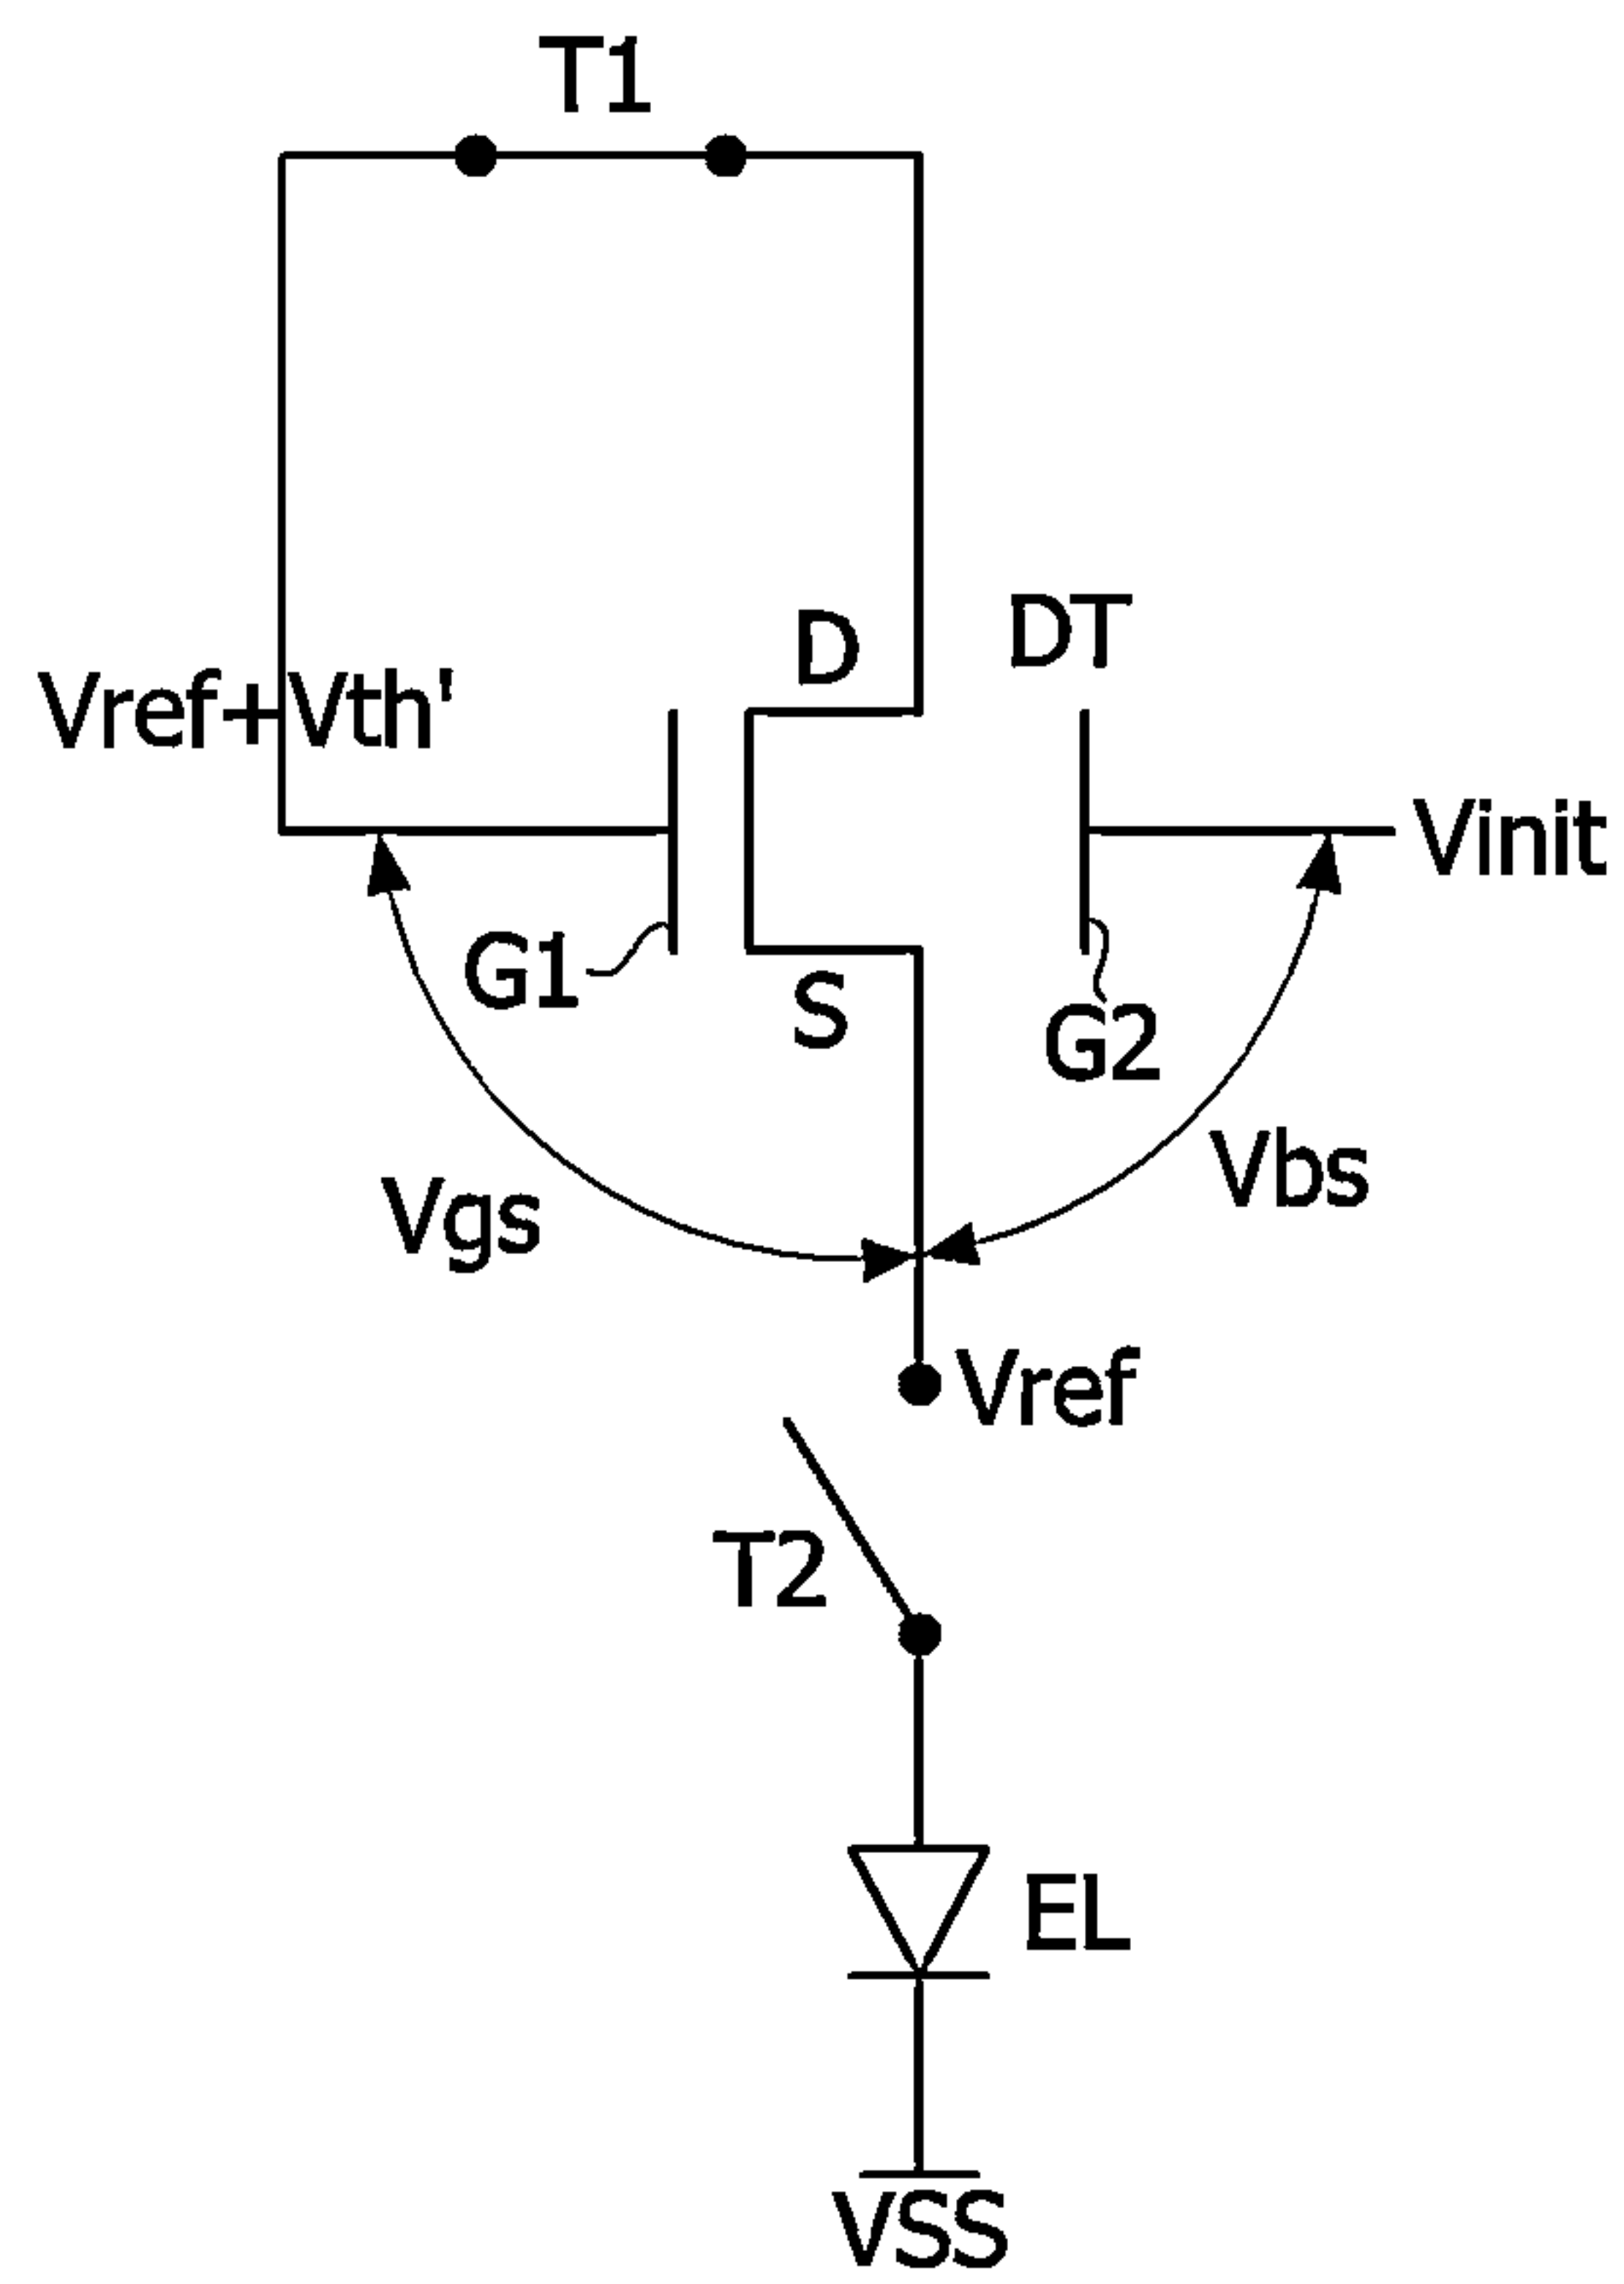 T1
D
DT
Vref+Vth'
Vinit
G1
S
G2
Vbs
Vgs
Vref
T2
EL
VSS